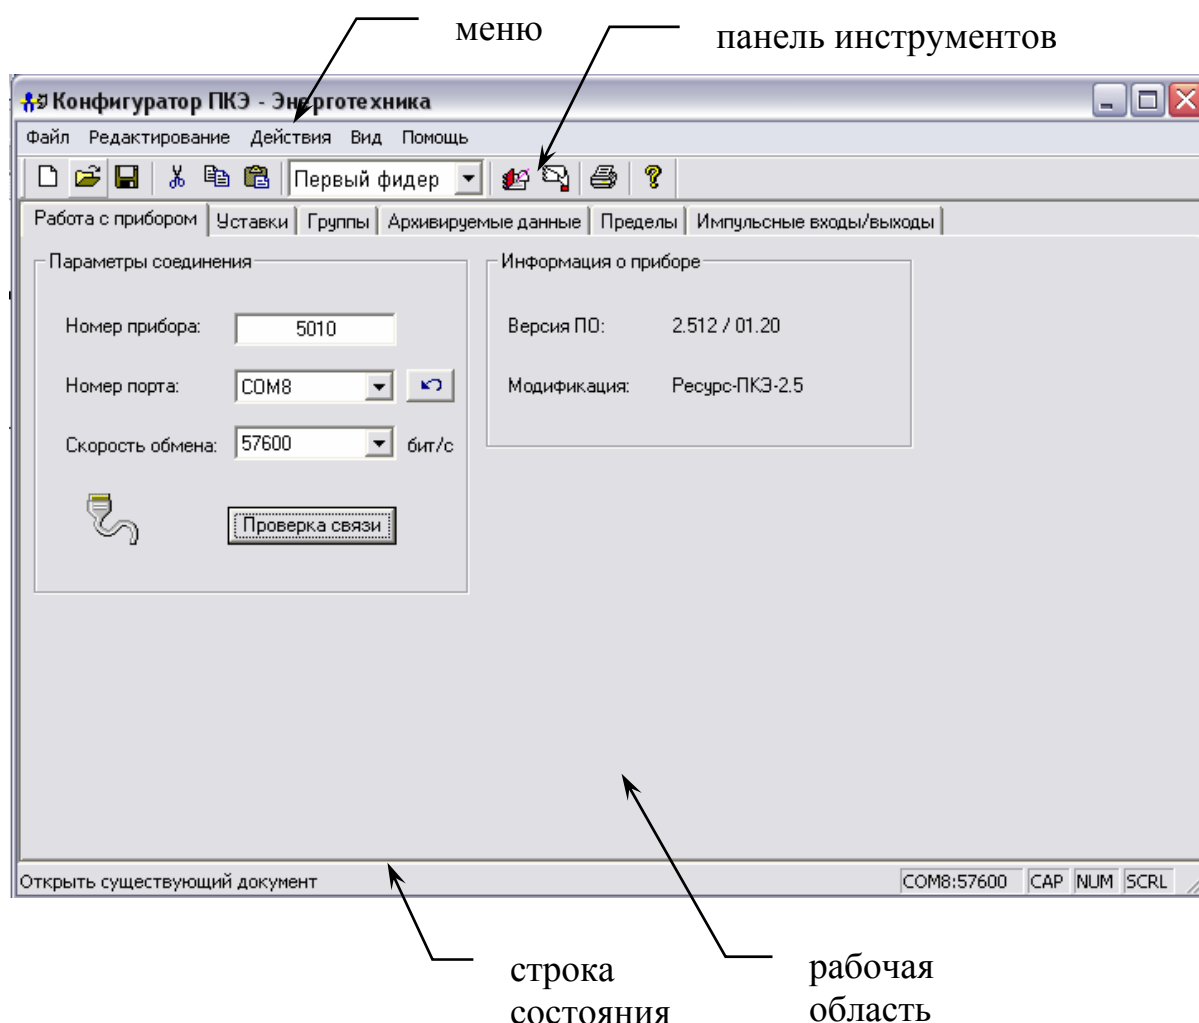 меню
панель инструментов
Конфигуратор ПКЭ - Энерготехника
Файл Редактирование Действия Вид Помощь
Первый фидер
Работа с прибором Уставки Группы Архивируемые данные Пределы Импульсные входы/выходы
Параметры соединения
Информация о приборе
Номер прибора: 5010
Версия ПО: 2.512 / 01.20
Номер порта: COM8
Модификация: Ресурс-ПКЭ-2.5
Скорость обмена: 57600 бит/с
Проверка связи
Открыть существующий документ
COM8:57600 CAP NUM SCRL
строка
состояния
рабочая
область